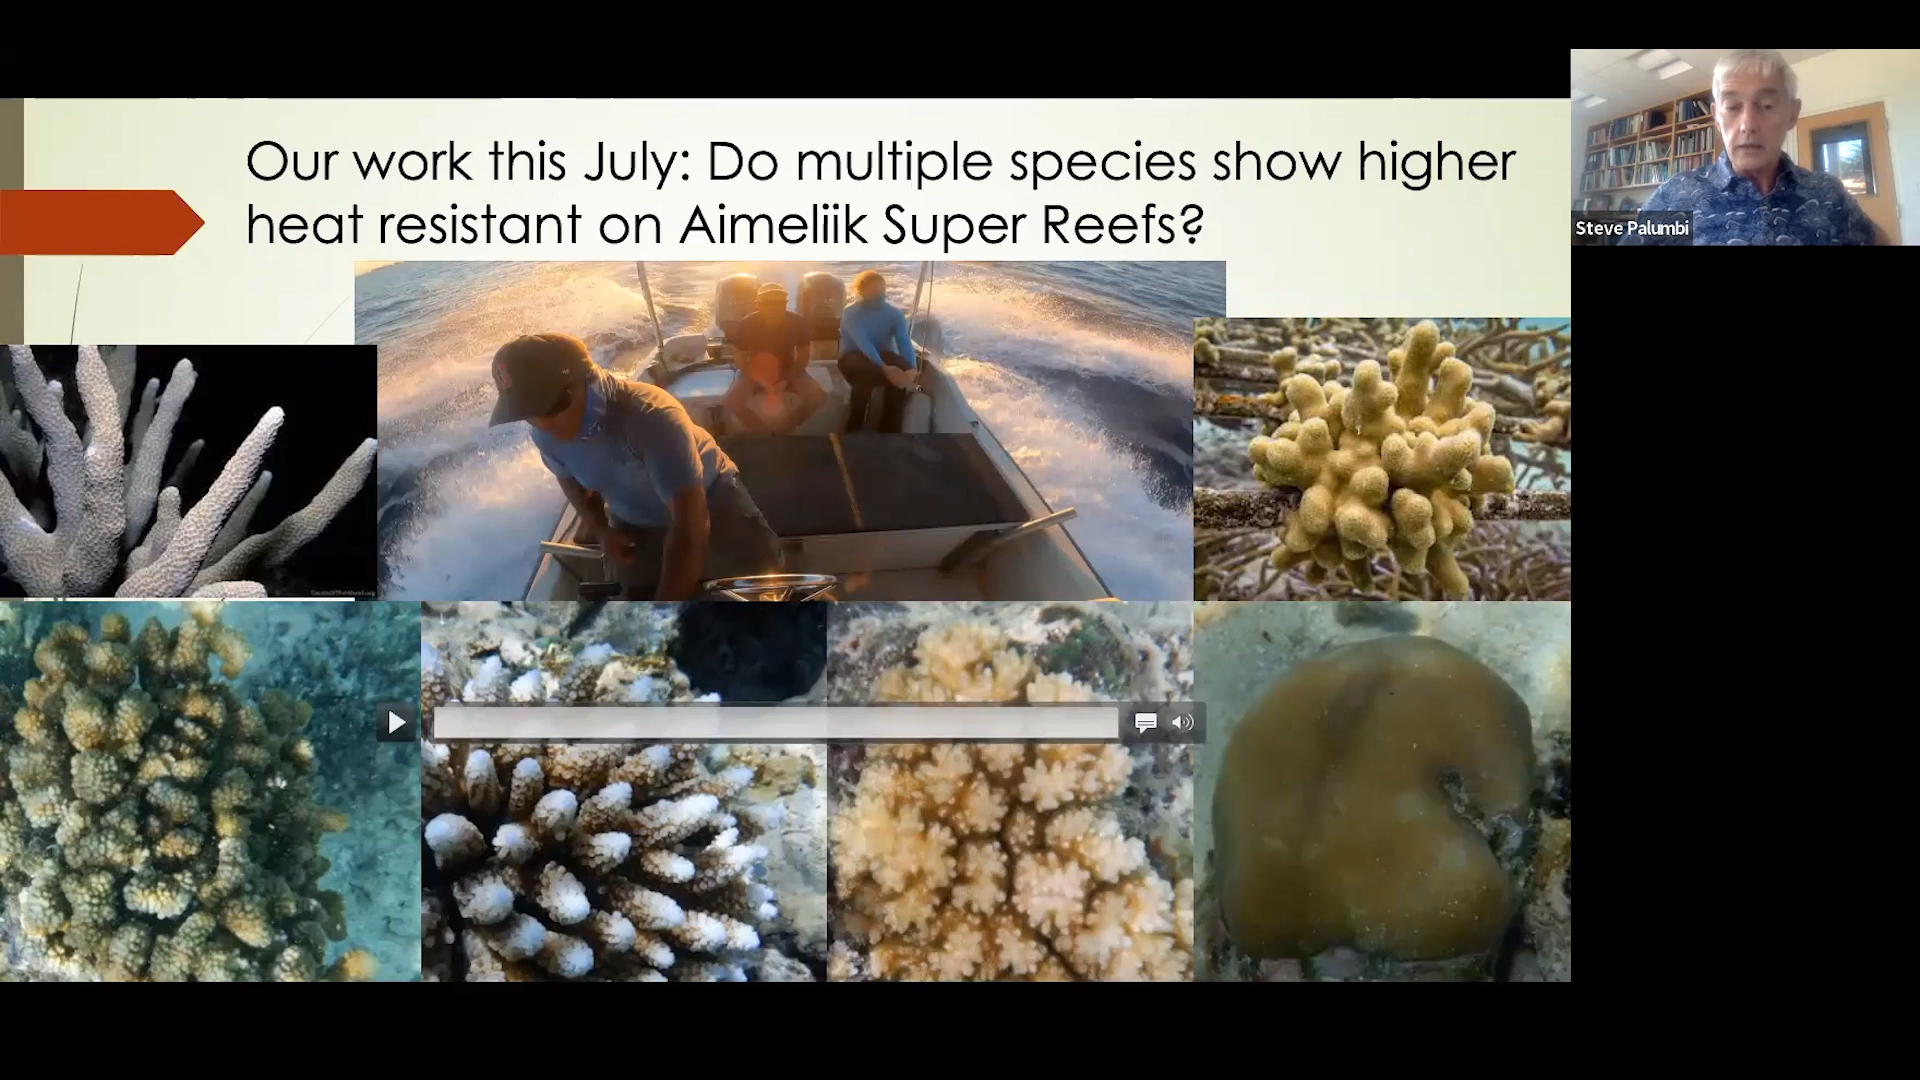 Our work this July: Do multiple species show higher
heat resistant on Aimeliik Super Reefs?
Steve Palumbi